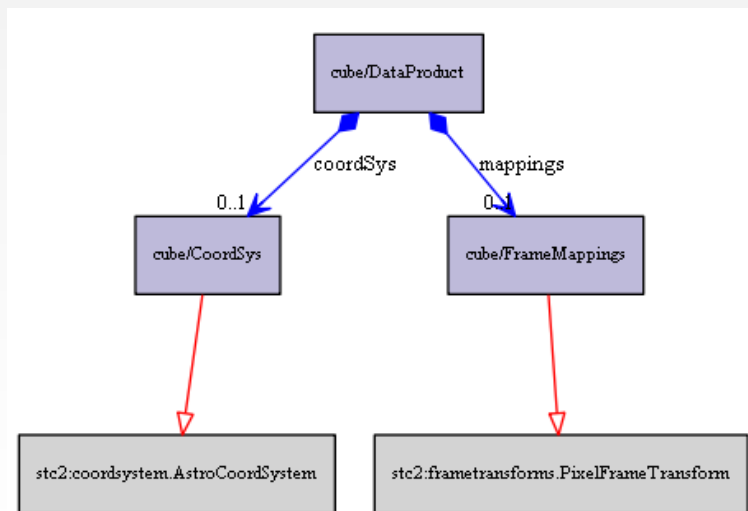 cube/DataProduct
coordSys
mappings
0..1
0..1
cube/CoordSys
cube/FrameMappings
stc2:coordsystem.AstroCoordSystem
stc2:frametransforms.PixelFrameTransform